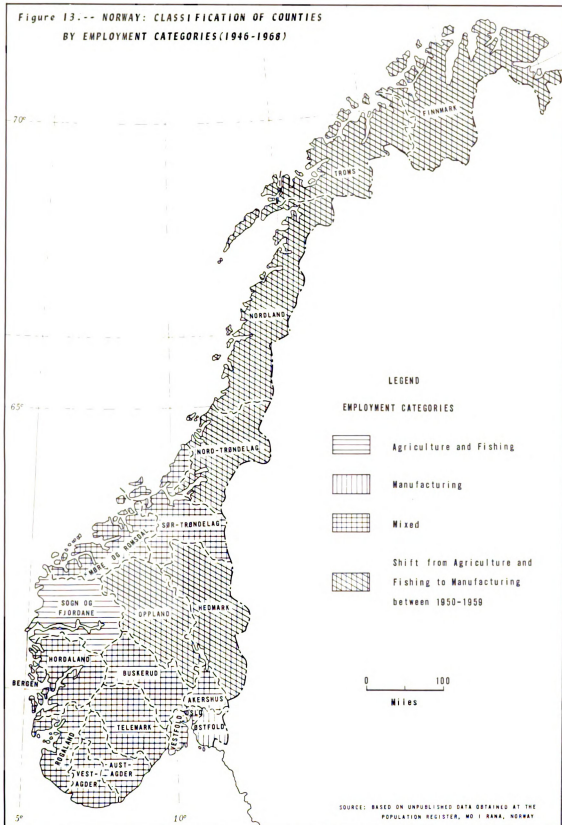 Figure 13.-- NORWAY: CLASSIFICATION OF COUNTIES
BY EMPLOYMENT CATEGORIES(1946-1968)
70°
FINNMARK
TROMS
NORDLAND
65°
NORD-TRØNDELAG
SØR-TRØNDELAG
MØRE OG ROMSDAL
SOGN OG
FJORDANE
OPPLAND
HEDMARK
HORDALAND
BERGEN
BUSKERUD
AKERSHUS
OSLO
ØSTFOLD
VESTFOLD
TELEMARK
ROGALAND
AUST-
AGDER
VEST-
AGDER
5°
10°
LEGEND
EMPLOYMENT CATEGORIES
Agriculture and Fishing
Manufacturing
Mixed
Shift from Agriculture and
Fishing to Manufacturing
between 1950-1959
0 100
Miles
SOURCE: BASED ON UNPUBLISHED DATA OBTAINED AT THE
POPULATION REGISTER, MO I RANA, NORWAY